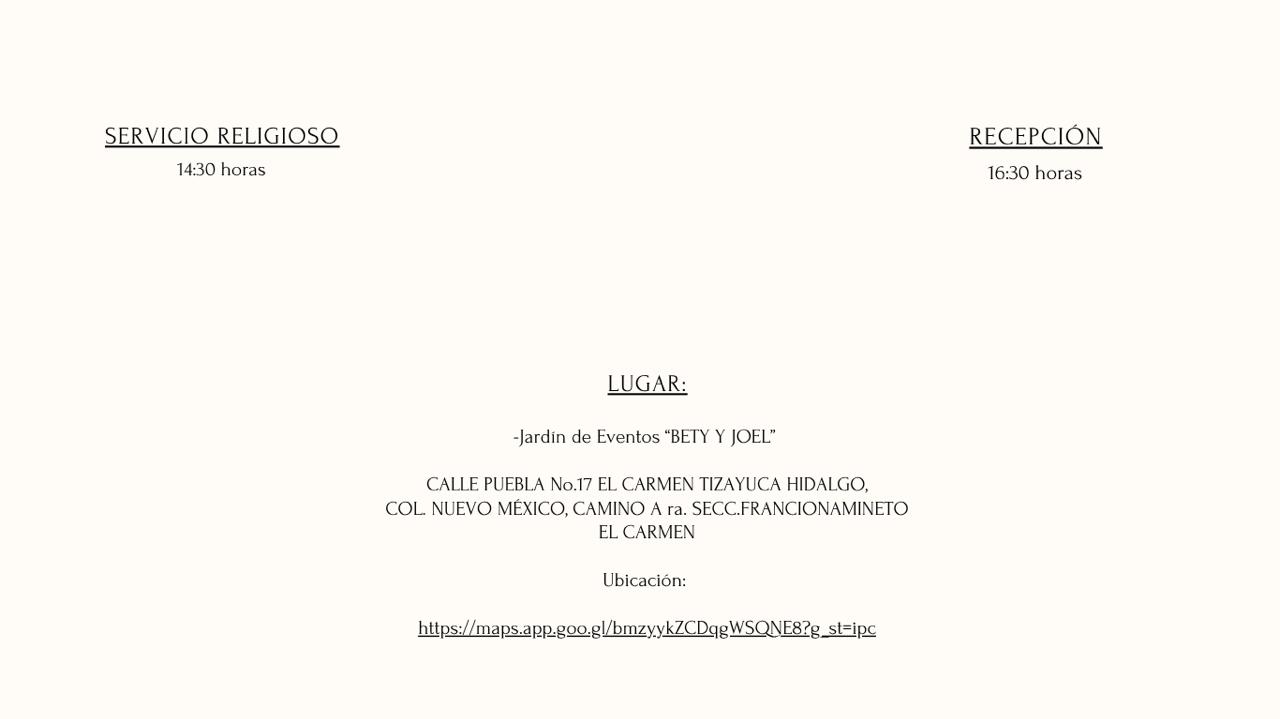 SERVICIO RELIGIOSO
14:30 horas
RECEPCIÓN
16:30 horas
LUGAR:
-Jardín de Eventos “BETY Y JOEL”
CALLE PUEBLA No.17 EL CARMEN TIZAYUCA HIDALGO,
COL. NUEVO MÉXICO, CAMINO A ra. SECC.FRANCIONAMINETO
EL CARMEN
Ubicación:
https://maps.app.goo.gl/bmzyykZCDqgWSQNE8?g_st=ipc